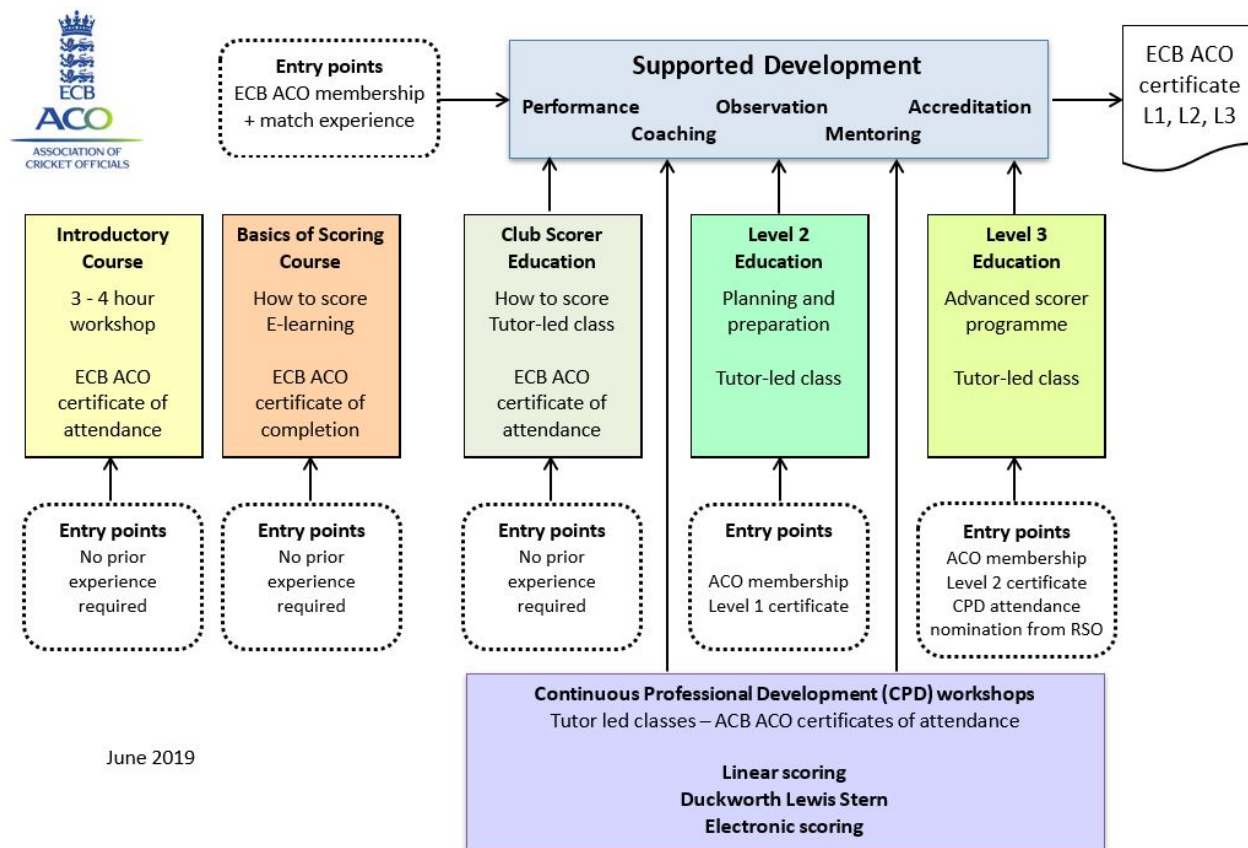 ECB
ACO
ASSOCIATION OF
CRICKET OFFICIALS
Entry points
ECB ACO membership
+ match experience
Supported Development
Performance Observation Accreditation
Coaching Mentoring
ECB ACO
certificate
L1, L2, L3
Introductory
Course
3 - 4 hour
workshop
ECB ACO
certificate of
attendance
Basics of Scoring
Course
How to score
E-learning
ECB ACO
certificate of
completion
Club Scorer
Education
How to score
Tutor-led class
ECB ACO
certificate of
attendance
Level 2
Education
Planning and
preparation
Tutor-led class
Level 3
Education
Advanced scorer
programme
Tutor-led class
Entry points
No prior
experience
required
Entry points
No prior
experience
required
Entry points
No prior
experience
required
Entry points
ACO membership
Level 1 certificate
Entry points
ACO membership
Level 2 certificate
CPD attendance
nomination from RSO
Continuous Professional Development (CPD) workshops
Tutor led classes – ACB ACO certificates of attendance
Linear scoring
Duckworth Lewis Stern
Electronic scoring
June 2019